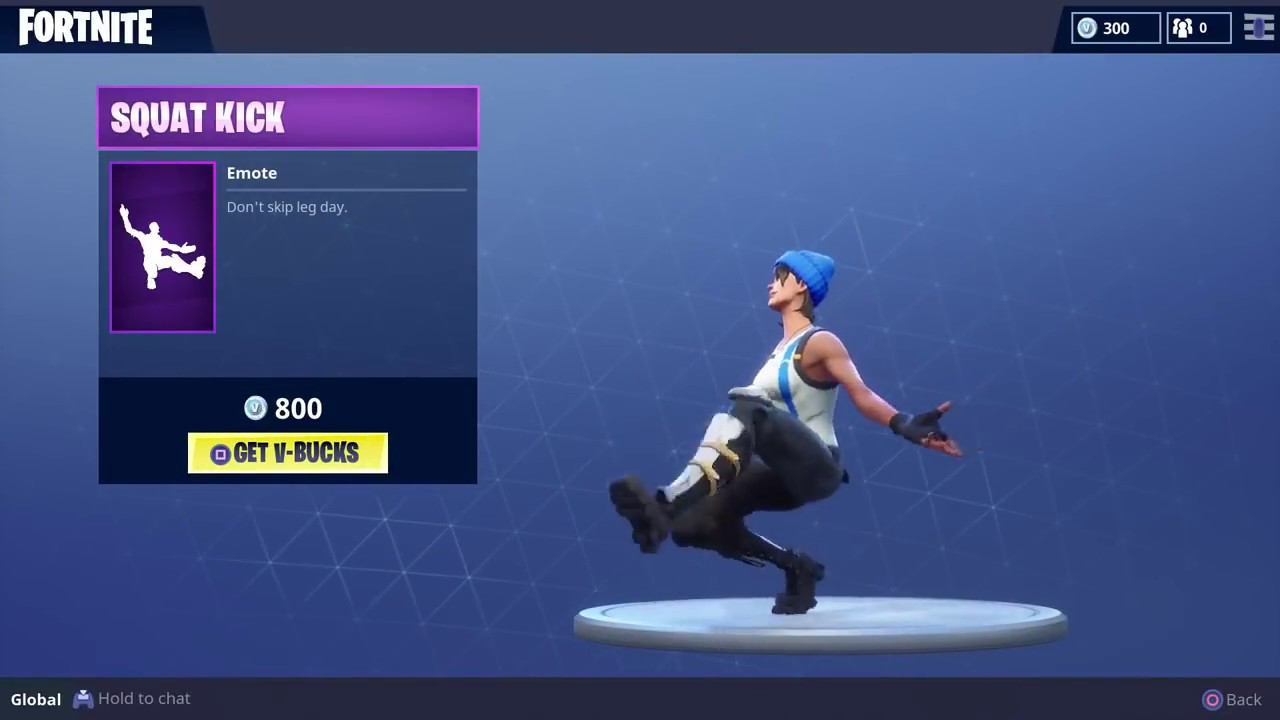 FORTNITE
300
0
SQUAT KICK
Emote
Don't skip leg day.
800
GET V-BUCKS
Global Hold to chat
Back